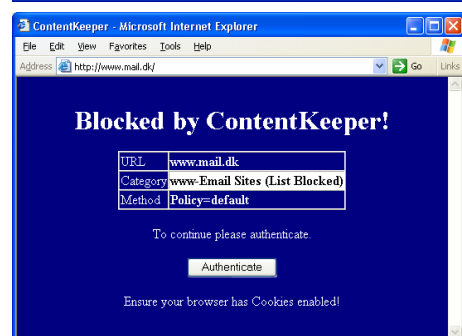 ContentKeeper - Microsoft Internet Explorer
File Edit View Favorites Tools Help
Address http://www.mail.dk/ Go Links
Blocked by ContentKeeper!
URL www.mail.dk
Category www-Email Sites (List Blocked)
Method Policy=default
To continue please authenticate.
Authenticate
Ensure your browser has Cookies enabled!